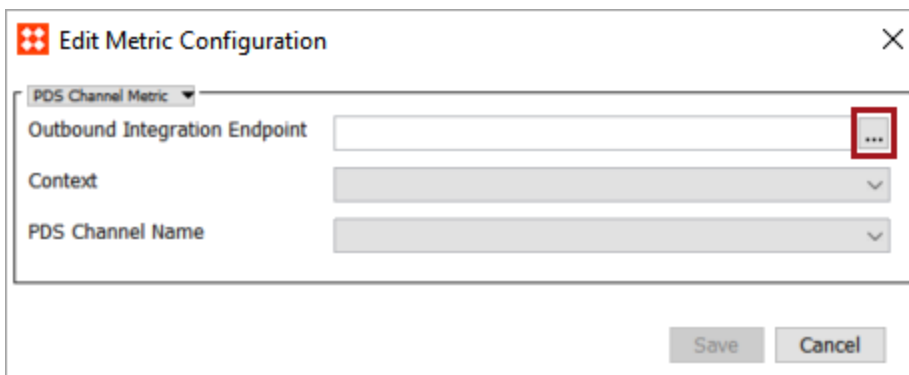 Edit Metric Configuration
PDS Channel Metric
Outbound Integration Endpoint
...
Context
PDS Channel Name
Save
Cancel